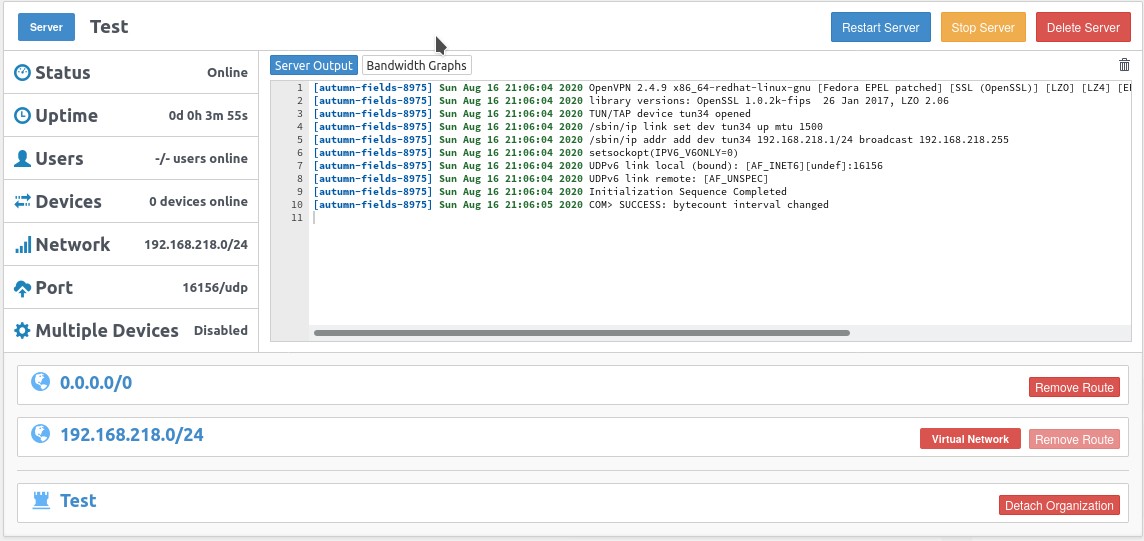 Server Test Restart Server Stop Server Delete Server
Status Online
Uptime 0d 0h 3m 55s
Users -/- users online
Devices 0 devices online
Network 192.168.218.0/24
Port 16156/udp
Multiple Devices Disabled
Server Output Bandwidth Graphs
1 [autumn-fields-8975] Sun Aug 16 21:06:04 2020 OpenVPN 2.4.9 x86_64-redhat-linux-gnu [Fedora EPEL patched] [SSL (OpenSSL)] [LZO] [LZ4]
2 [autumn-fields-8975] Sun Aug 16 21:06:04 2020 library versions: OpenSSL 1.0.2k-fips  26 Jan 2017, LZO 2.06
3 [autumn-fields-8975] Sun Aug 16 21:06:04 2020 TUN/TAP device tun34 opened
4 [autumn-fields-8975] Sun Aug 16 21:06:04 2020 /sbin/ip link set dev tun34 up mtu 1500
5 [autumn-fields-8975] Sun Aug 16 21:06:04 2020 /sbin/ip addr add dev tun34 192.168.218.1/24 broadcast 192.168.218.255
6 [autumn-fields-8975] Sun Aug 16 21:06:04 2020 setsockopt(IPV6_V6ONLY=0)
7 [autumn-fields-8975] Sun Aug 16 21:06:04 2020 UDPv6 link local (bound): [AF_INET6][undef]:16156
8 [autumn-fields-8975] Sun Aug 16 21:06:04 2020 UDPv6 link remote: [AF_UNSPEC]
9 [autumn-fields-8975] Sun Aug 16 21:06:04 2020 Initialization Sequence Completed
10 [autumn-fields-8975] Sun Aug 16 21:06:05 2020 COM> SUCCESS: bytecount interval changed
11
0.0.0.0/0 Remove Route
192.168.218.0/24 Virtual Network Remove Route
Test Detach Organization